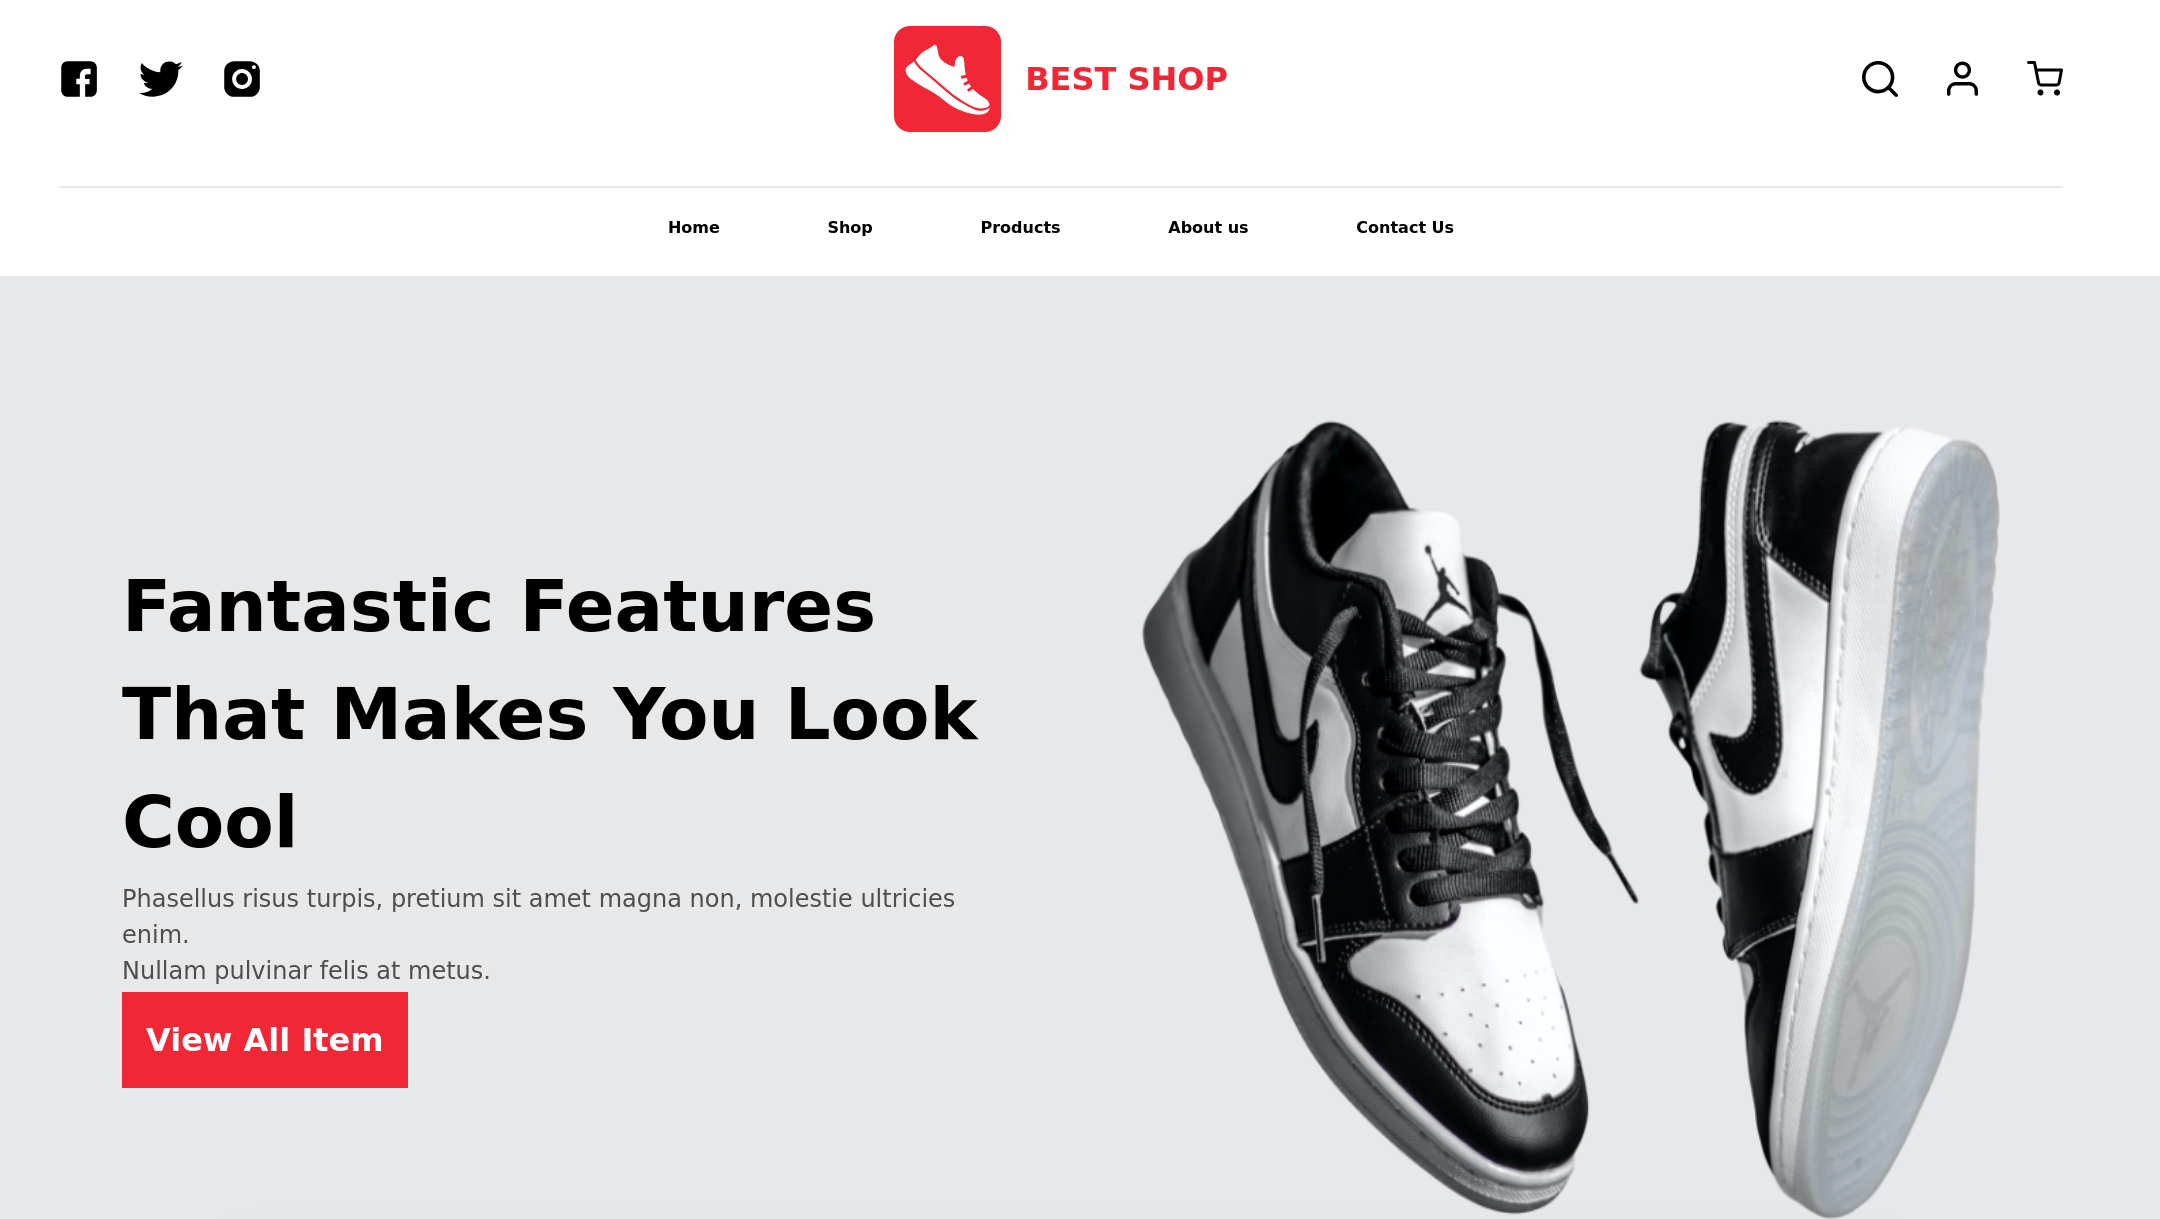 BEST SHOP
Home
Shop
Products
About us
Contact Us
Fantastic Features
That Makes You Look
Cool
Phasellus risus turpis, pretium sit amet magna non, molestie ultricies
enim.
Nullam pulvinar felis at metus.
View All Item